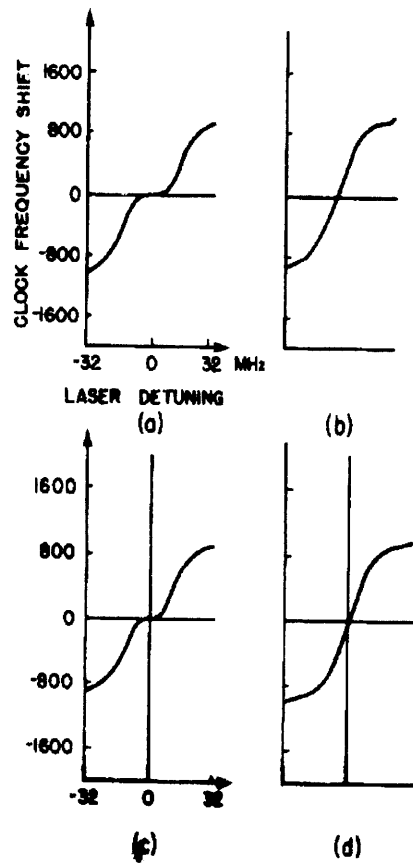 CLOCK FREQUENCY SHIFT
1600
800
0
-800
-1600
-32 0 32 MHz
LASER DETUNING
(a) (b)
1600
800
0
-800
-1600
-32 0 32
(c) (d)